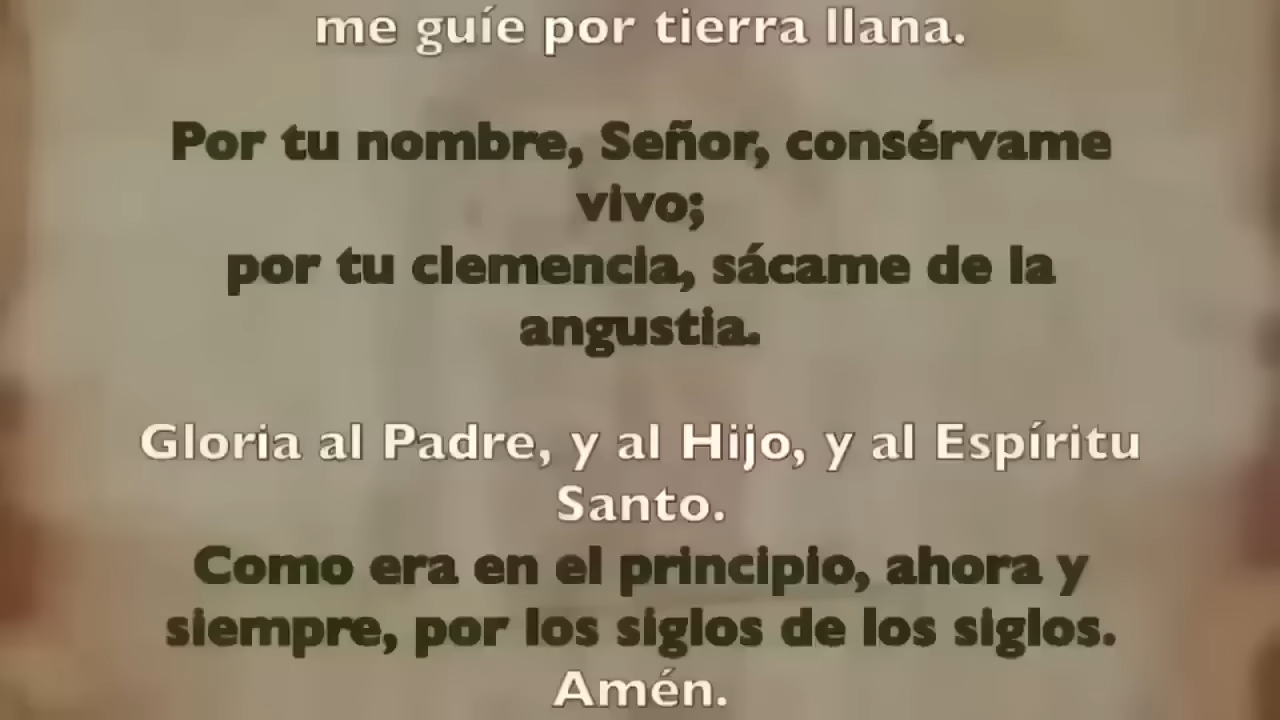 me guíe por tierra llana.
Por tu nombre, Señor, consérvame
vivo;
por tu clemencia, sácame de la
angustia.
Gloria al Padre, y al Hijo, y al Espíritu
Santo.
Como era en el principio, ahora y
siempre, por los siglos de los siglos.
Amén.